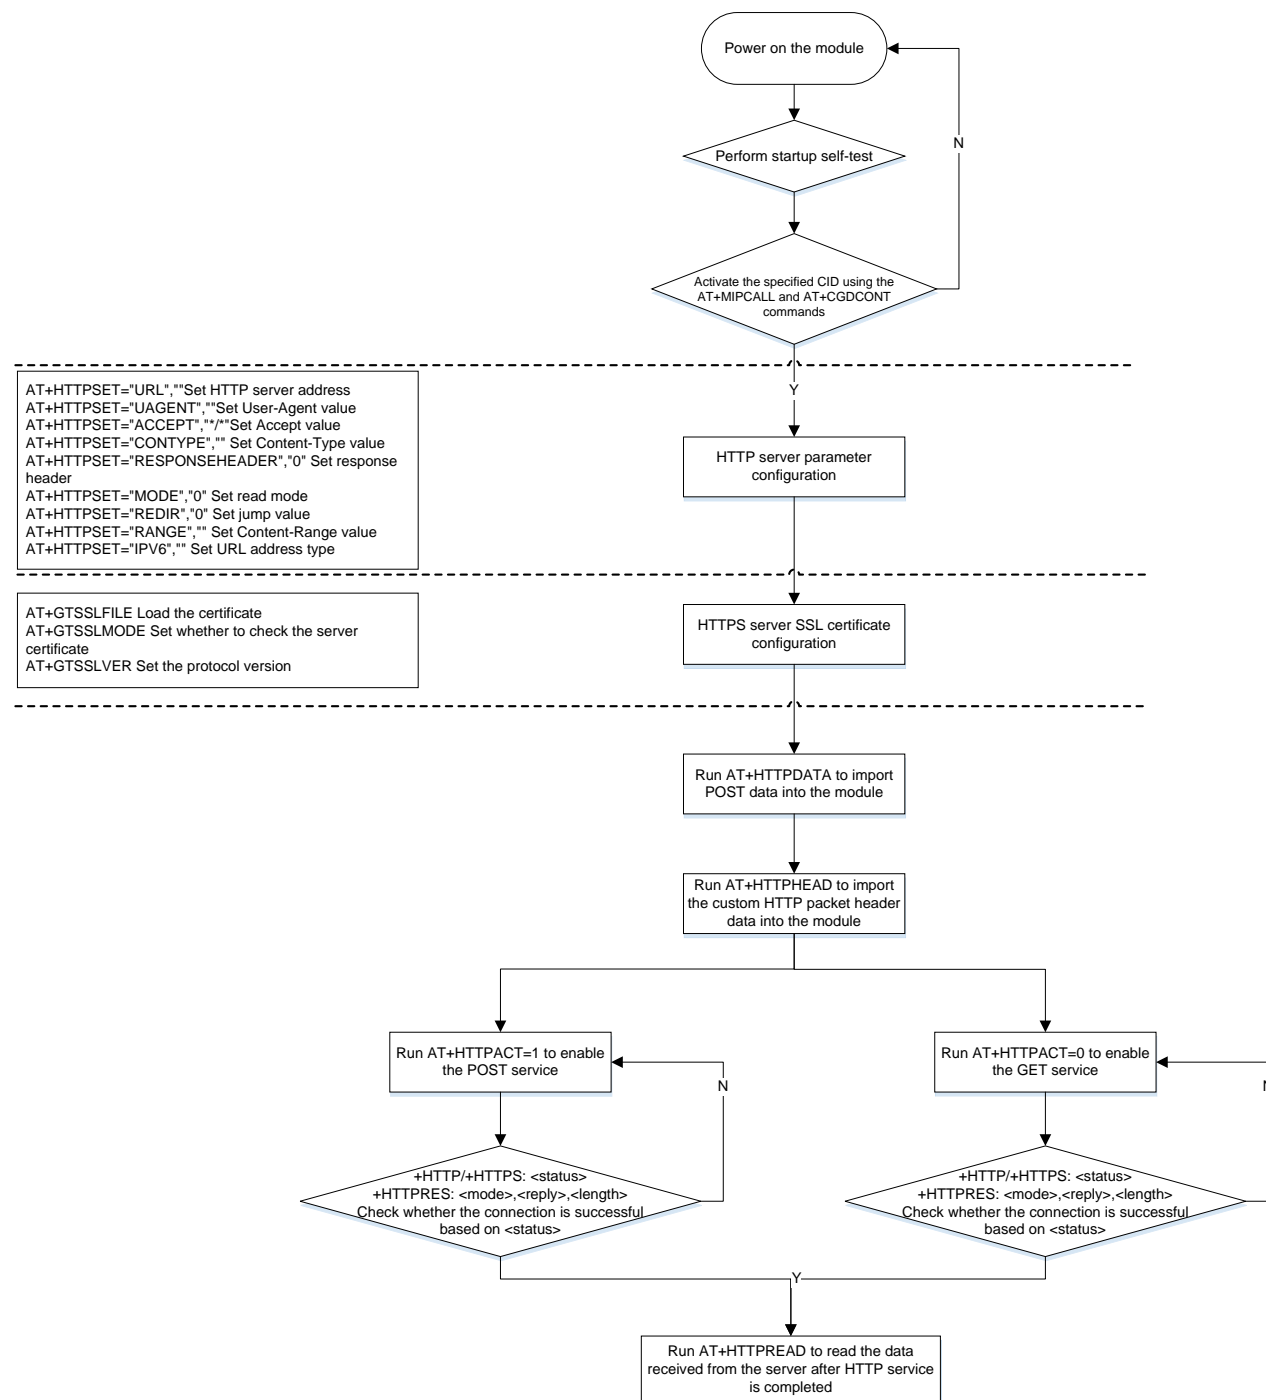 Power on the module
N
Perform startup self-test
Activate the specified CID using the
AT+MIPCALL and AT+CGDCONT
commands
Y
AT+HTTPSET="URL",""Set HTTP server address
AT+HTTPSET="UAGENT",""Set User-Agent value
AT+HTTPSET="ACCEPT","*/*"Set Accept value
AT+HTTPSET="CONTYPE","" Set Content-Type value
AT+HTTPSET="RESPONSEHEADER","0" Set response
header
AT+HTTPSET="MODE","0" Set read mode
AT+HTTPSET="REDIR","0" Set jump value
AT+HTTPSET="RANGE","" Set Content-Range value
AT+HTTPSET="IPV6","" Set URL address type
HTTP server parameter
configuration
AT+GTSSLFILE Load the certificate
AT+GTSSLMODE Set whether to check the server
certificate
AT+GTSSLVER Set the protocol version
HTTPS server SSL certificate
configuration
Run AT+HTTPDATA to import
POST data into the module
Run AT+HTTPHEAD to import
the custom HTTP packet header
data into the module
Run AT+HTTPACT=1 to enable
the POST service
N
Run AT+HTTPACT=0 to enable
the GET service
+HTTP/+HTTPS: <status>
+HTTPRES: <mode>,<reply>,<length>
Check whether the connection is successful
based on <status>
+HTTP/+HTTPS: <status>
+HTTPRES: <mode>,<reply>,<length>
Check whether the connection is successful
based on <status>
Y
Run AT+HTTPREAD to read the data
received from the server after HTTP service
is completed